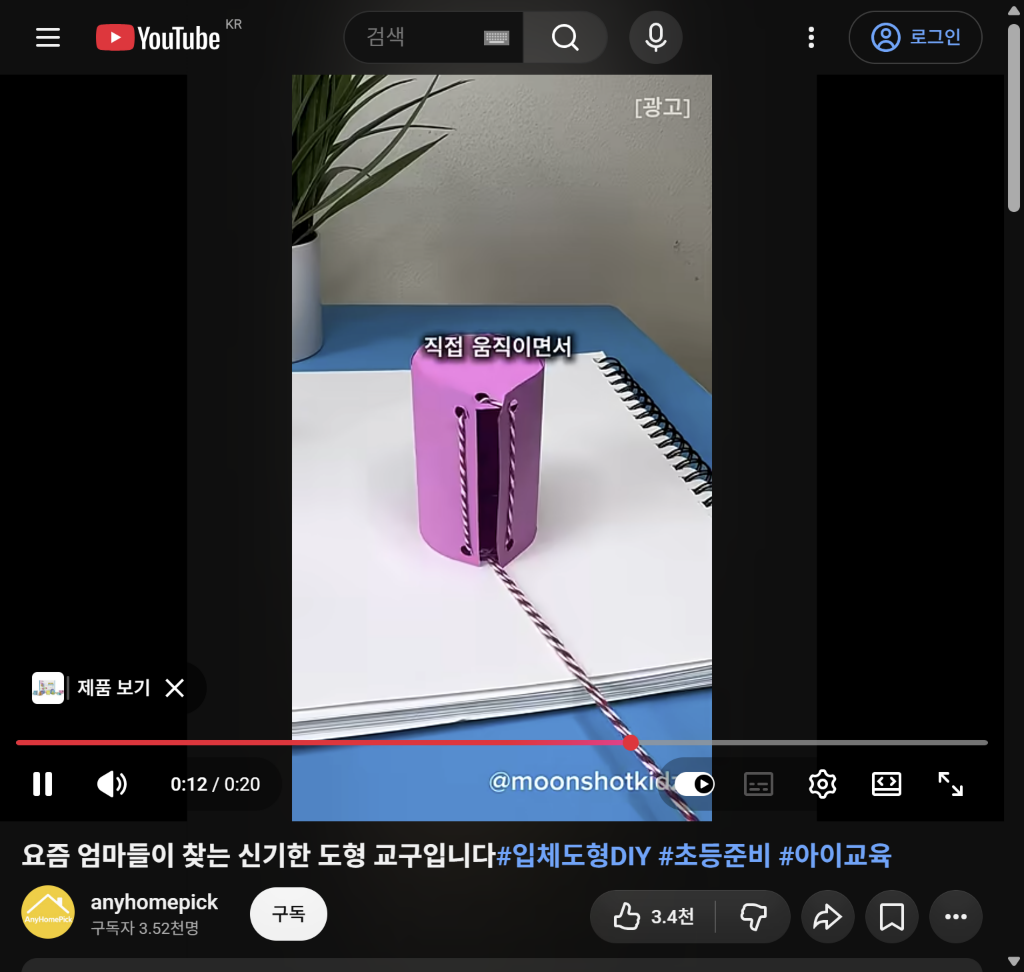 YouTube KR
검색
로그인
[광고]
직접 움직이면서
제품 보기
@moonshotkid
0:12 / 0:20
요즘 엄마들이 찾는 신기한 도형 교구입니다#입체도형DIY #초등준비 #아이교육
AnyHomePick
anyhomepick
구독자 3.52천명
구독
3.4천